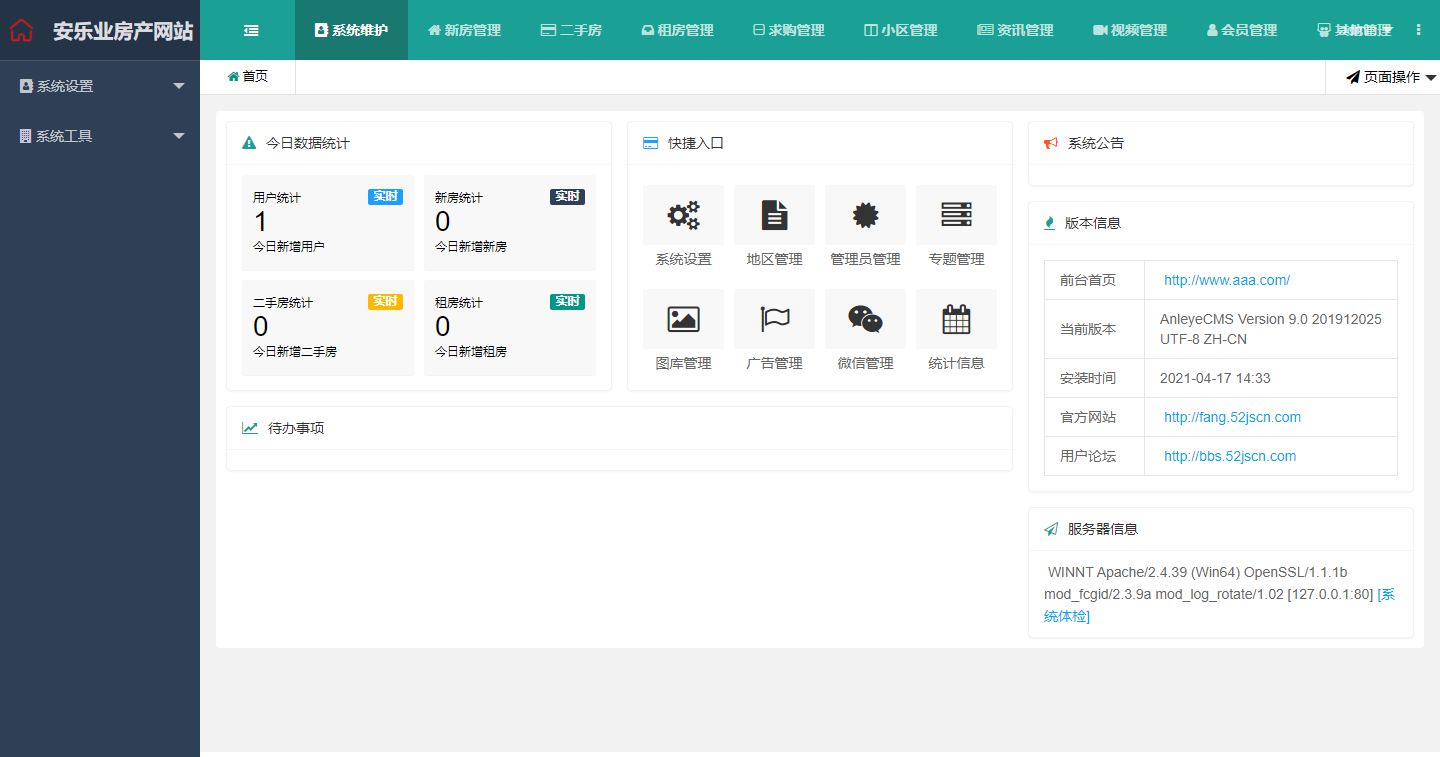 安乐业房产网站
系统维护 新房管理 二手房 租房管理 求购管理 小区管理 资讯管理 视频管理 会员管理
系统设置
系统工具
首页
页面操作
今日数据统计
用户统计 实时
1
今日新增用户
新房统计 实时
0
今日新增新房
二手房统计 实时
0
今日新增二手房
租房统计 实时
0
今日新增租房
快捷入口
系统设置 地区管理 管理员管理 专题管理
图库管理 广告管理 微信管理 统计信息
待办事项
系统公告
版本信息
前台首页 http://www.aaa.com/
当前版本 AnleyeCMS Version 9.0 201912025
UTF-8 ZH-CN
安装时间 2021-04-17 14:33
官方网站 http://fang.52jscn.com
用户论坛 http://bbs.52jscn.com
服务器信息
WINNT Apache/2.4.39 (Win64) OpenSSL/1.1.1b
mod_fcgid/2.3.9a mod_log_rotate/1.02 [127.0.0.1:80] [系
统体检]